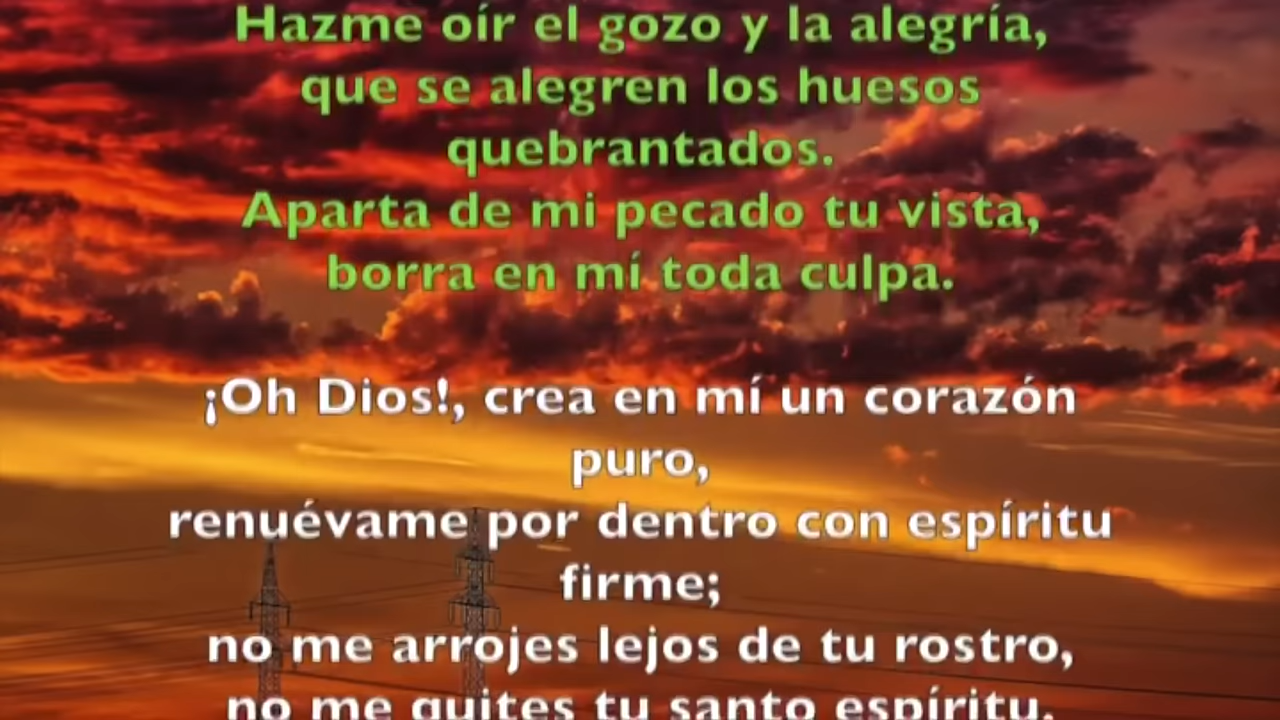 Hazme oír el gozo y la alegría,
que se alegren los huesos
quebrantados.
Aparta de mi pecado tu vista,
borra en mí toda culpa.
¡Oh Dios!, crea en mí un corazón
puro,
renuévame por dentro con espíritu
firme;
no me arrojes lejos de tu rostro,
no me quites tu santo espíritu.